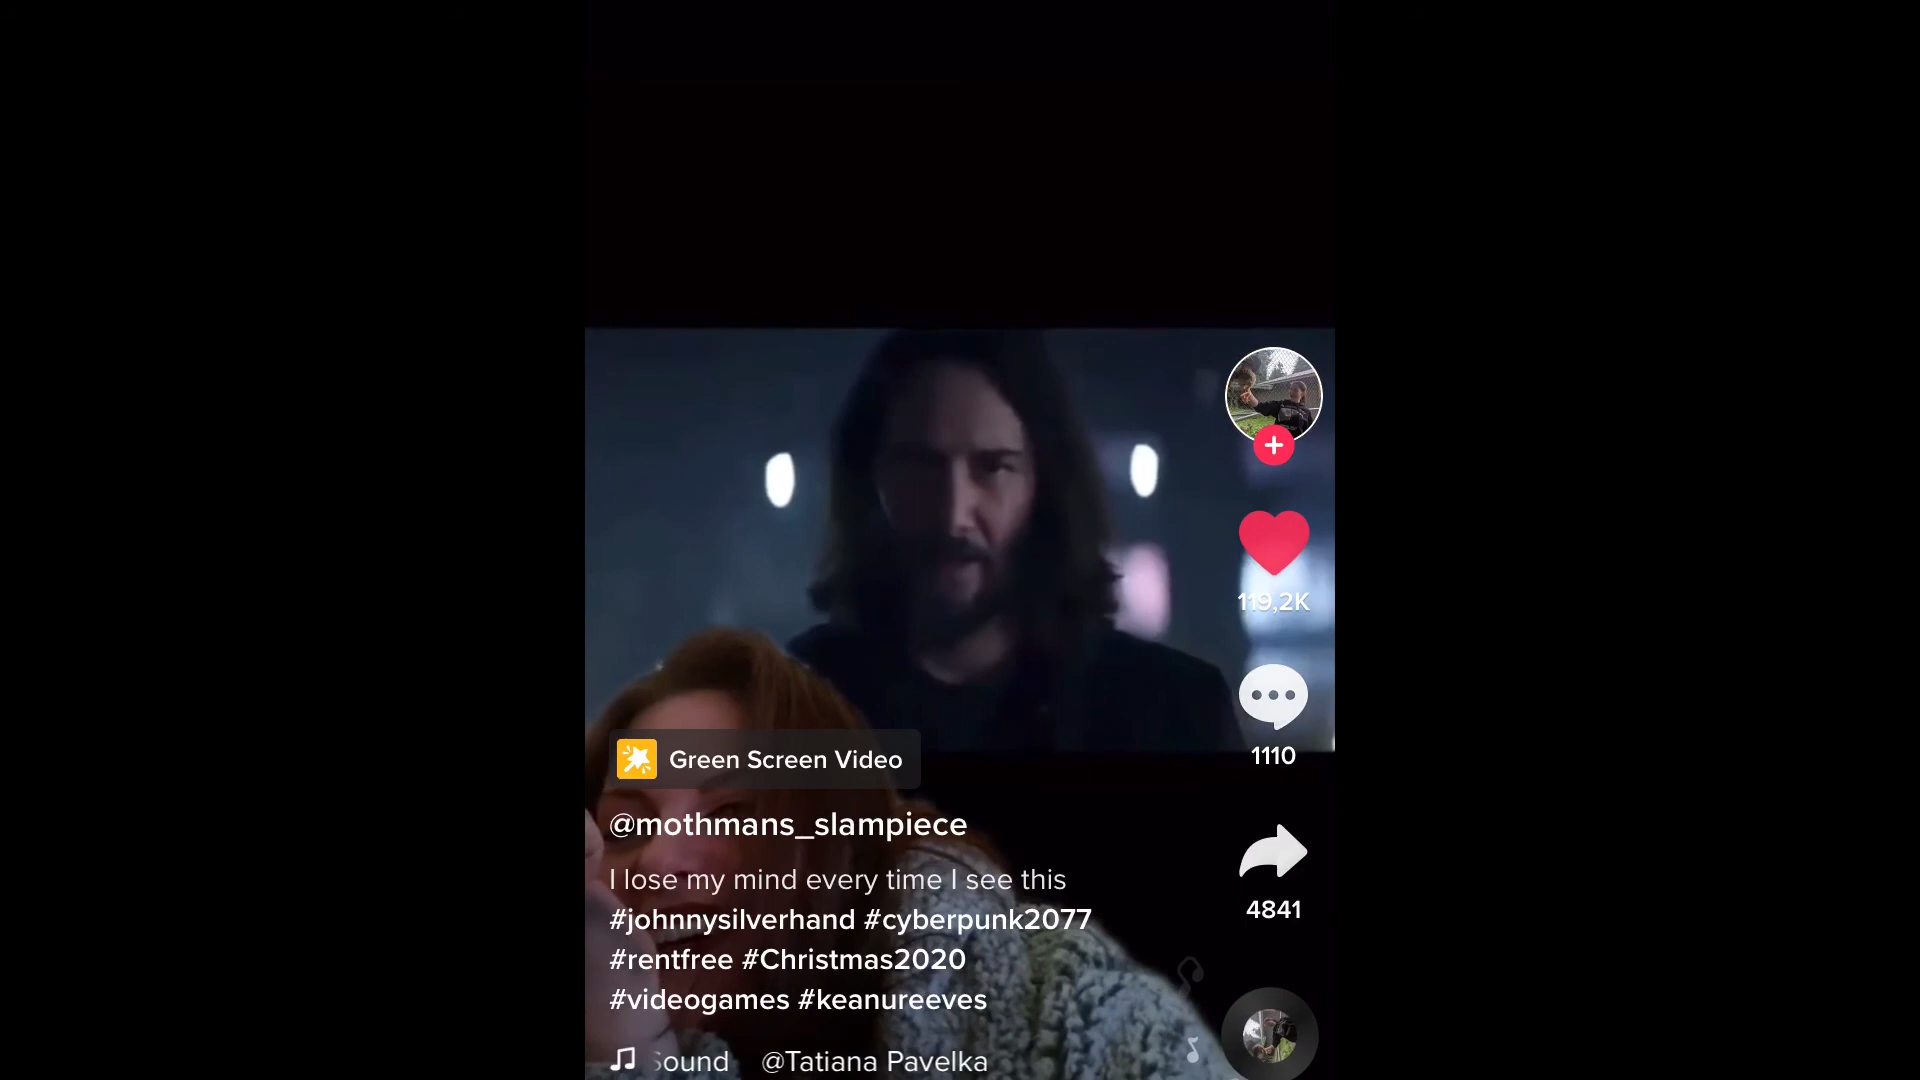 119,2K
1110
Green Screen Video
@mothmans_slampiece
I lose my mind every time I see this
#johnnysilverhand #cyberpunk2077
#rentfree #Christmas2020
#videogames #keanureeves
4841
Sound @Tatiana Pavelka